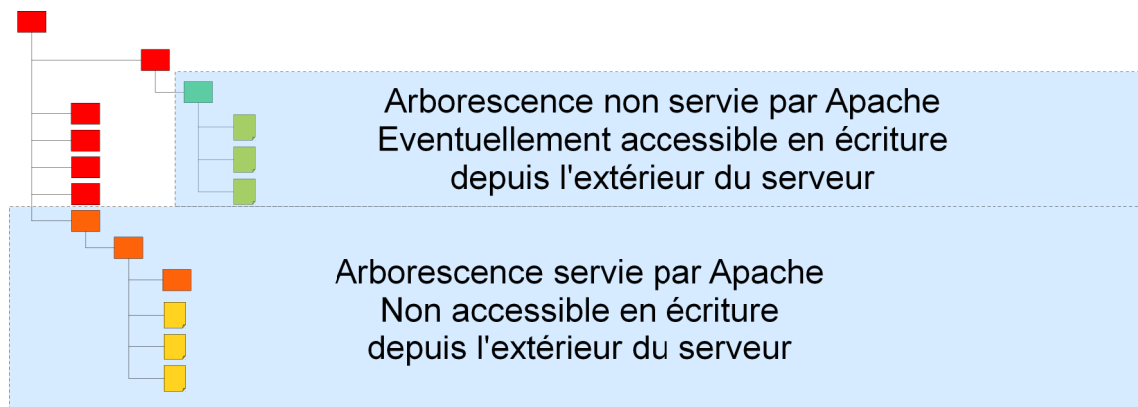 Arborescence non servie par Apache
Eventuellement accessible en écriture
depuis l'extérieur du serveur
Arborescence servie par Apache
Non accessible en écriture
depuis l'extérieur du serveur